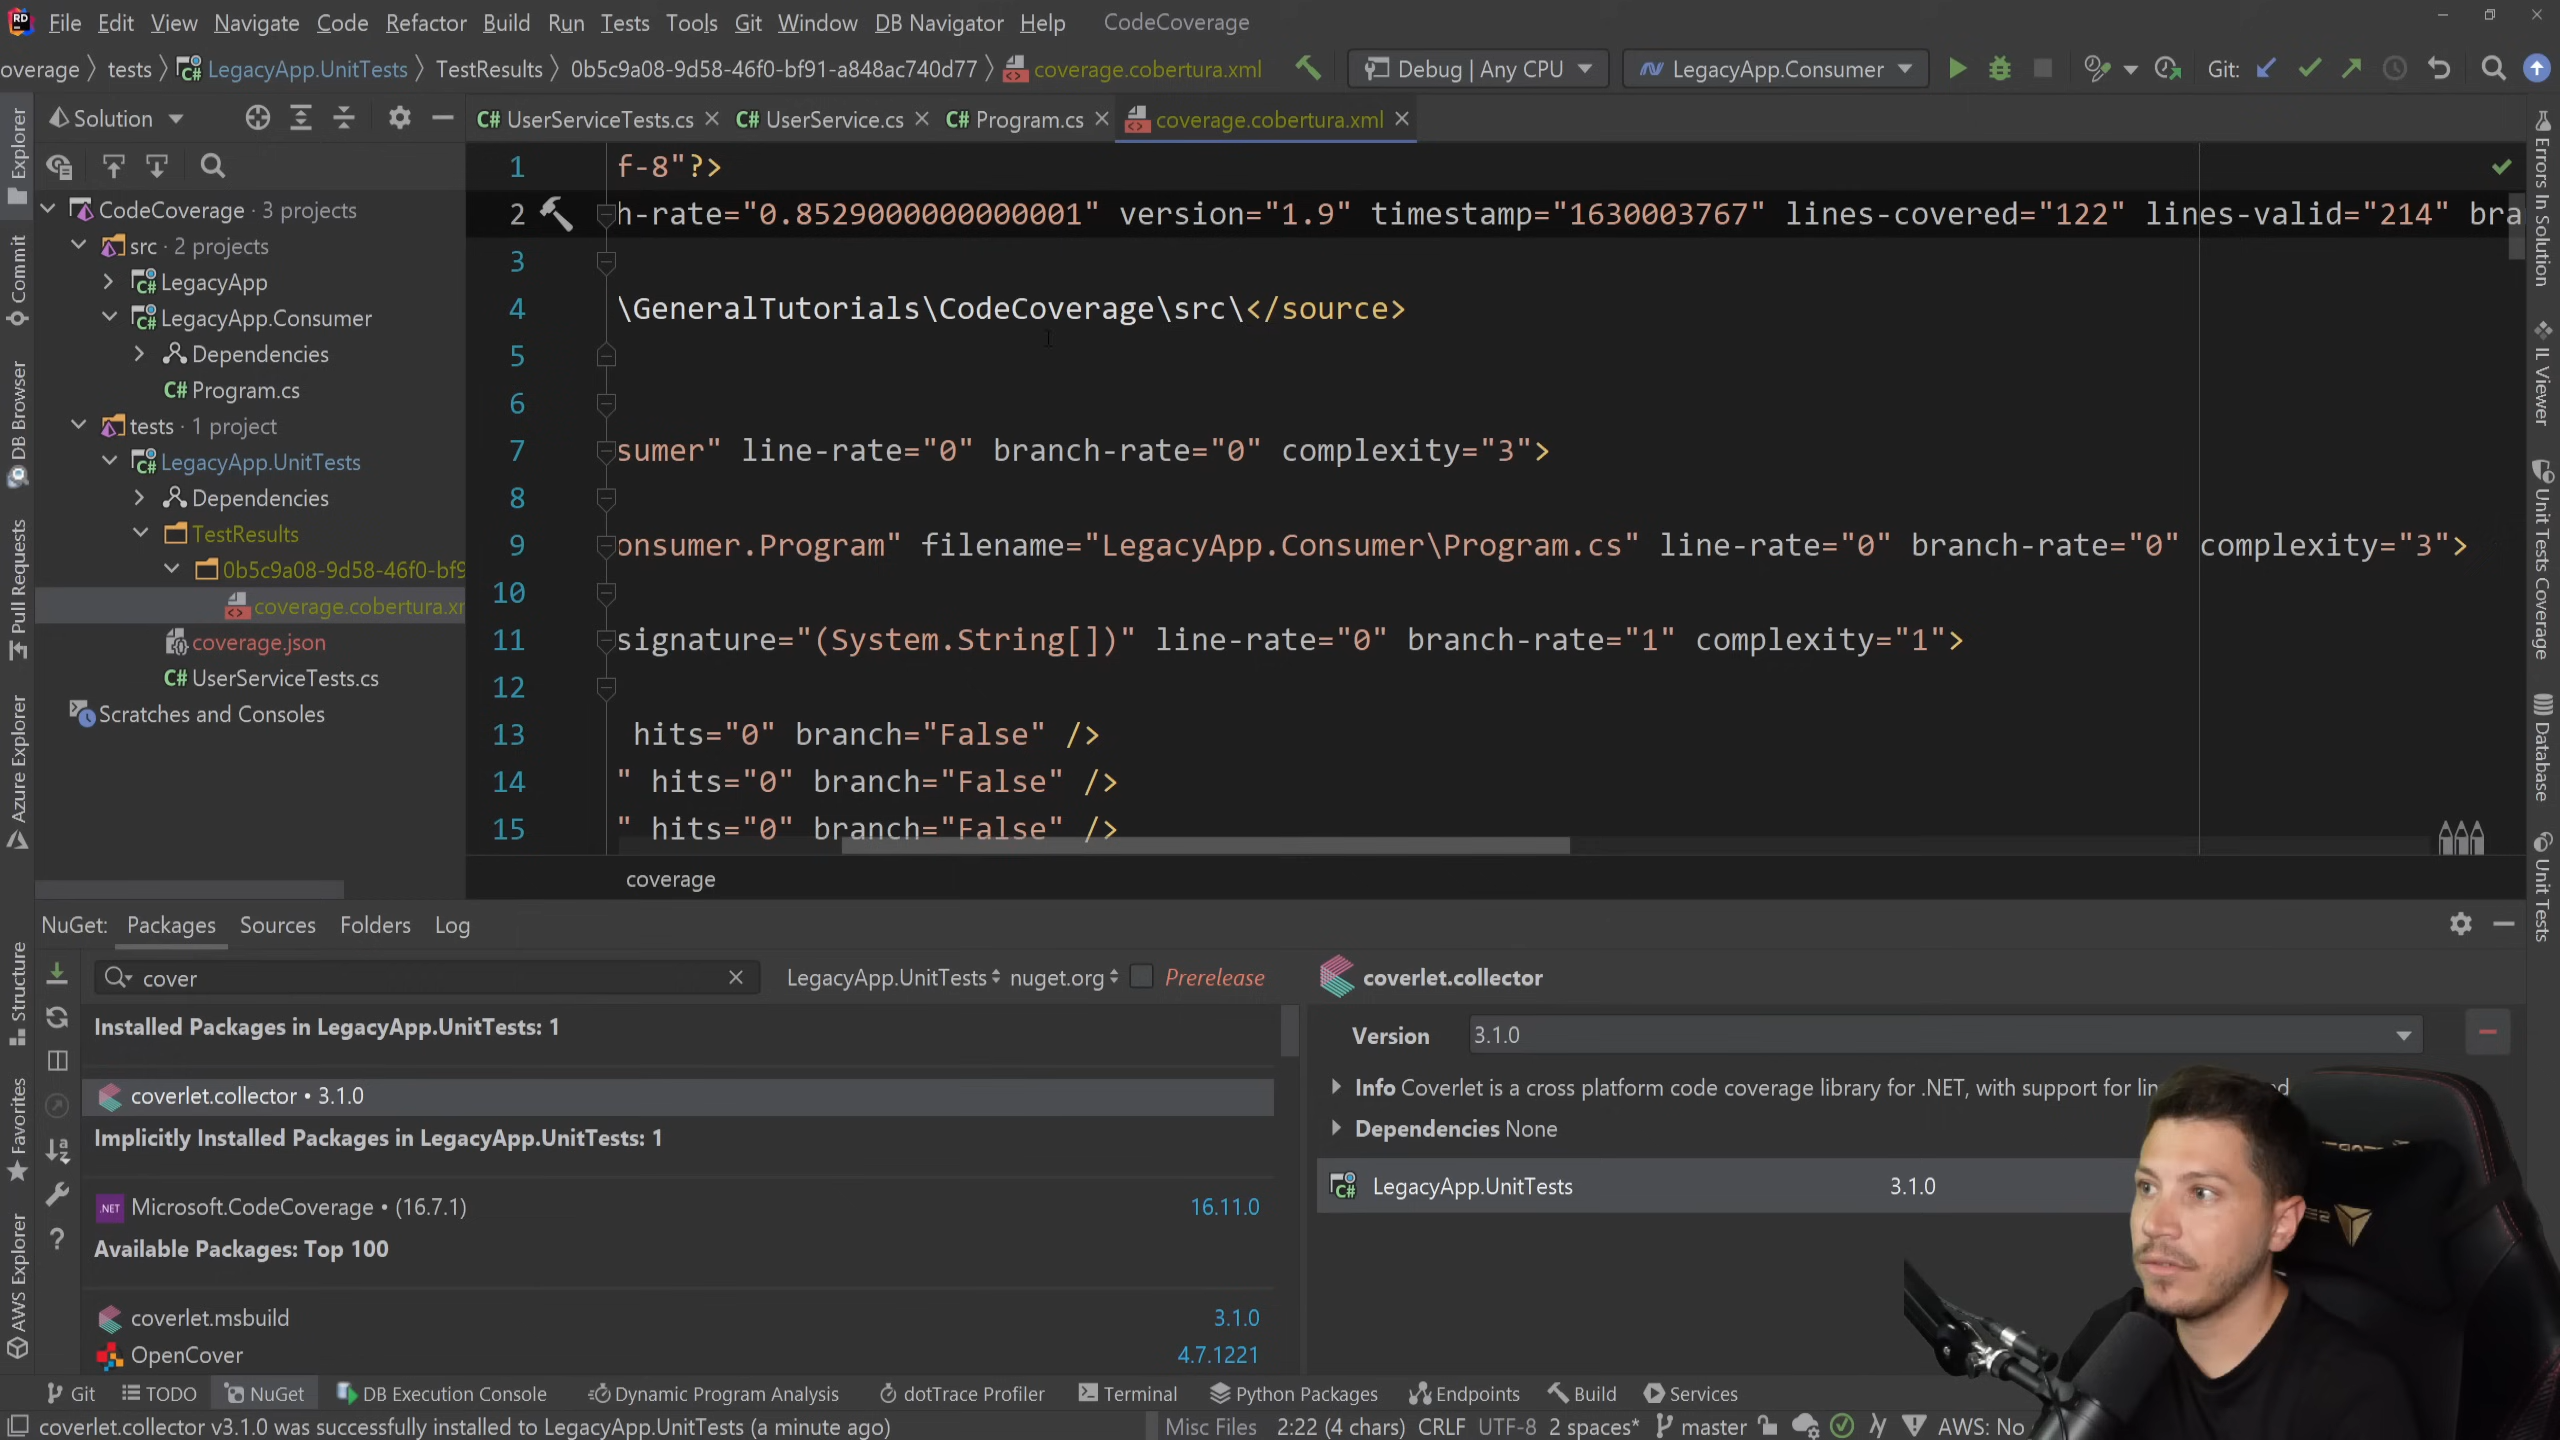 File Edit View Navigate Code Refactor Build Run Tests Tools Git Window DB Navigator Help CodeCoverage
overage tests LegacyApp.UnitTests TestResults 0b5c9a08-9d58-46f0-bf91-a848ac740d77 coverage.cobertura.xml Debug | Any CPU LegacyApp.Consumer Git:
Solution
UserServiceTests.cs UserService.cs Program.cs coverage.cobertura.xml
CodeCoverage · 3 projects
src · 2 projects
LegacyApp
LegacyApp.Consumer
Dependencies
C# Program.cs
tests · 1 project
LegacyApp.UnitTests
Dependencies
TestResults
0b5c9a08-9d58-46f0-bf9
coverage.cobertura.xm
coverage.json
C# UserServiceTests.cs
Scratches and Consoles
1 f-8"?>
2 h-rate="0.8529000000000001" version="1.9" timestamp="1630003767" lines-covered="122" lines-valid="214" bra
3
4 \GeneralTutorials\CodeCoverage\src\</source>
5
6
7 sumer" line-rate="0" branch-rate="0" complexity="3">
8
9 onsumer.Program" filename="LegacyApp.Consumer\Program.cs" line-rate="0" branch-rate="0" complexity="3">
10
11 signature="(System.String[])" line-rate="0" branch-rate="1" complexity="1">
12
13 hits="0" branch="False" />
14 " hits="0" branch="False" />
15 " hits="0" branch="False" />
coverage
Explorer
Commit
DB Browser
Pull Requests
Azure Explorer
Structure
Favorites
AWS Explorer
Errors In Solution
IL Viewer
Unit Tests Coverage
Database
Unit Tests
NuGet: Packages Sources Folders Log
cover LegacyApp.UnitTests nuget.org Prerelease
Installed Packages in LegacyApp.UnitTests: 1
coverlet.collector • 3.1.0
Implicitly Installed Packages in LegacyApp.UnitTests: 1
Microsoft.CodeCoverage • (16.7.1) 16.11.0
Available Packages: Top 100
coverlet.msbuild 3.1.0
OpenCover 4.7.1221
coverlet.collector
Version 3.1.0
Info Coverlet is a cross platform code coverage library for .NET, with support for
Dependencies None
LegacyApp.UnitTests 3.1.0
Git TODO NuGet DB Execution Console Dynamic Program Analysis dotTrace Profiler Terminal Python Packages Endpoints Build Services
coverlet.collector v3.1.0 was successfully installed to LegacyApp.UnitTests (a minute ago) Misc Files 2:22 (4 chars) CRLF UTF-8 2 spaces* master AWS: No